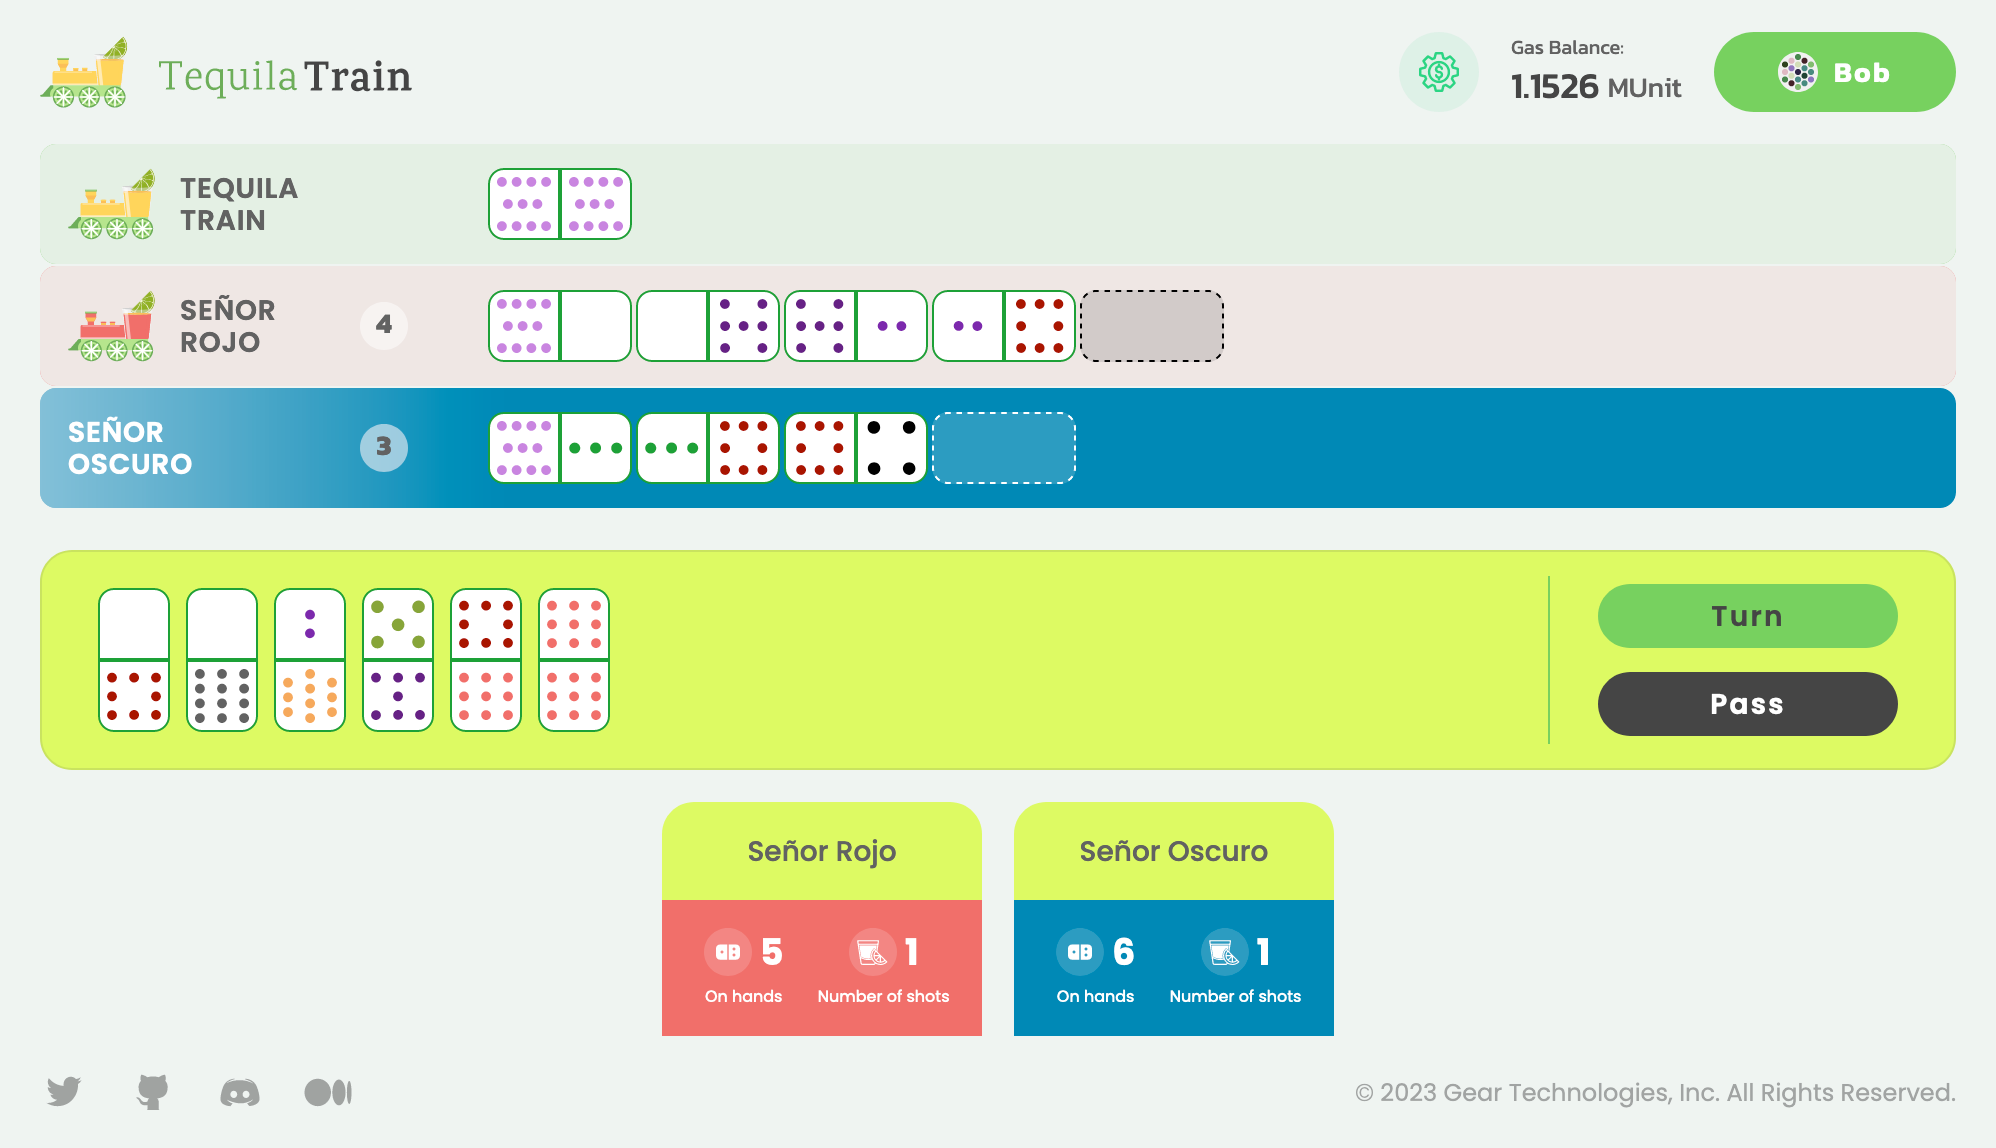 Tequila Train
Gas Balance:
1.1526 MUnit
Bob
TEQUILA
TRAIN
SEÑOR
ROJO
4
SEÑOR
OSCURO
3
Turn
Pass
Señor Rojo
5
1
On hands
Number of shots
Señor Oscuro
6
1
On hands
Number of shots
© 2023 Gear Technologies, Inc. All Rights Reserved.